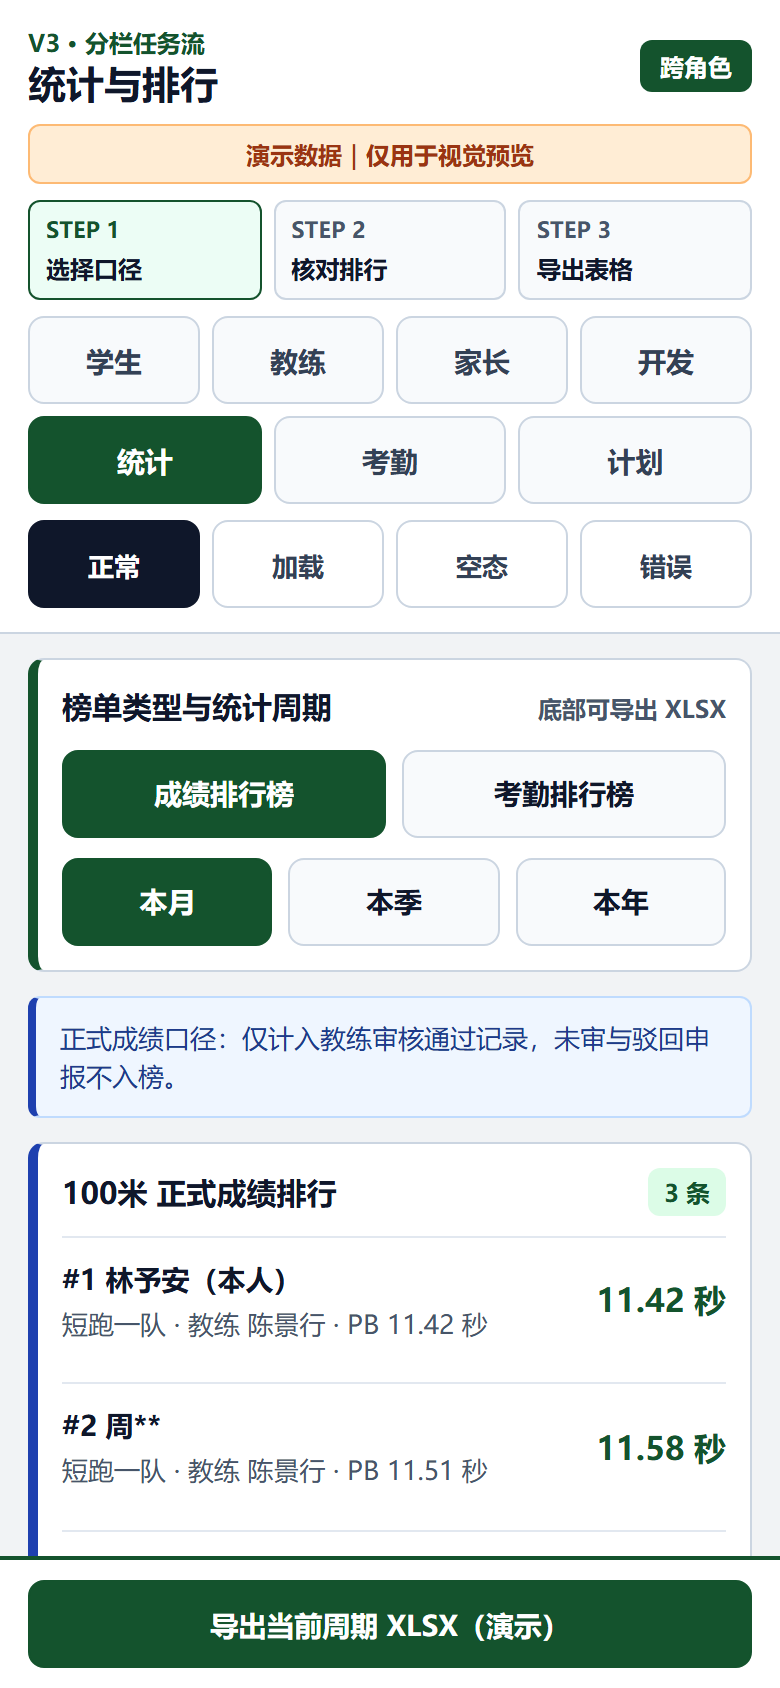 V3 • 分栏任务流
统计与排行
跨角色
演示数据｜仅用于视觉预览
STEP 1
选择口径
STEP 2
核对排行
STEP 3
导出表格
学生
教练
家长
开发
统计
考勤
计划
正常
加载
空态
错误
榜单类型与统计周期
底部可导出 XLSX
成绩排行榜
考勤排行榜
本月
本季
本年
正式成绩口径：仅计入教练审核通过记录，未审与驳回申
报不入榜。
100米 正式成绩排行
3 条
#1 林予安（本人）
短跑一队 · 教练 陈景行 · PB 11.42 秒
11.42 秒
#2 周**
短跑一队 · 教练 陈景行 · PB 11.51 秒
11.58 秒
导出当前周期 XLSX（演示）